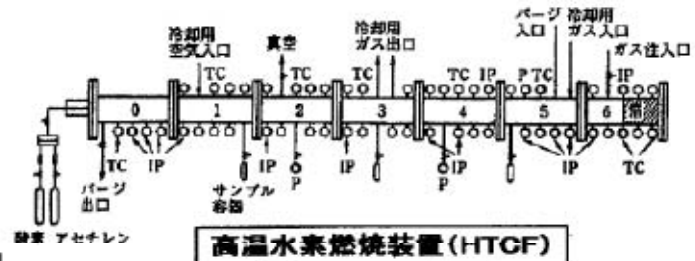 冷却用
空気入口
真空
冷却用
ガス出口
パージ
入口
冷却用
ガス入口
ガス注入口
TC
TC
TC
TC IP
P TC
IP
0
1
2
3
4
5
6
TC
IP
IP
P
IP
P
IP
IP
TC
パージ
出口
サンプル
容器
酸素 アセチレン
高温水素燃焼装置(HTCF)